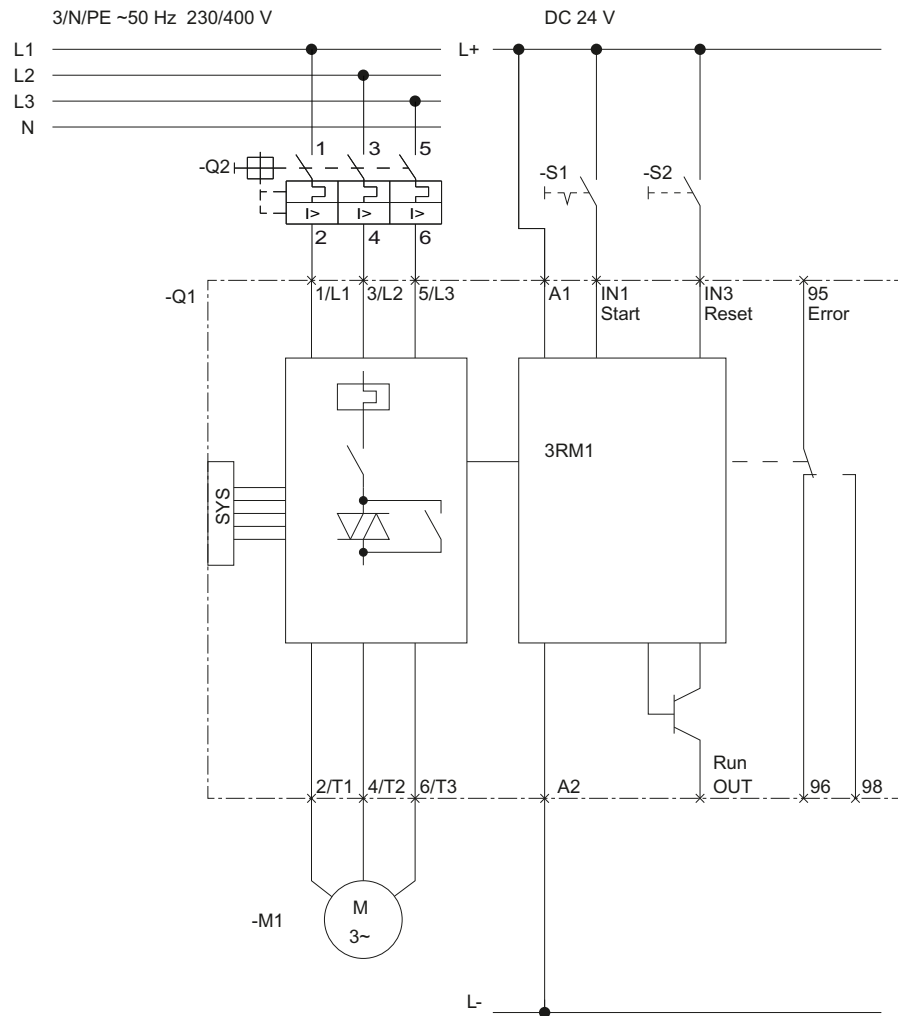 3/N/PE ~50 Hz 230/400 V
DC 24 V
L1
L+
L2
L3
N
1 3 5
-Q2
-S1
-S2
I> I> I>
2 4 6
-Q1
1/L1 3/L2 5/L3
A1
IN1
Start
IN3
Reset
95
Error
3RM1
SYS
Run
OUT
2/T1 4/T2 6/T3
A2
96
98
-M1
M
3~
L-